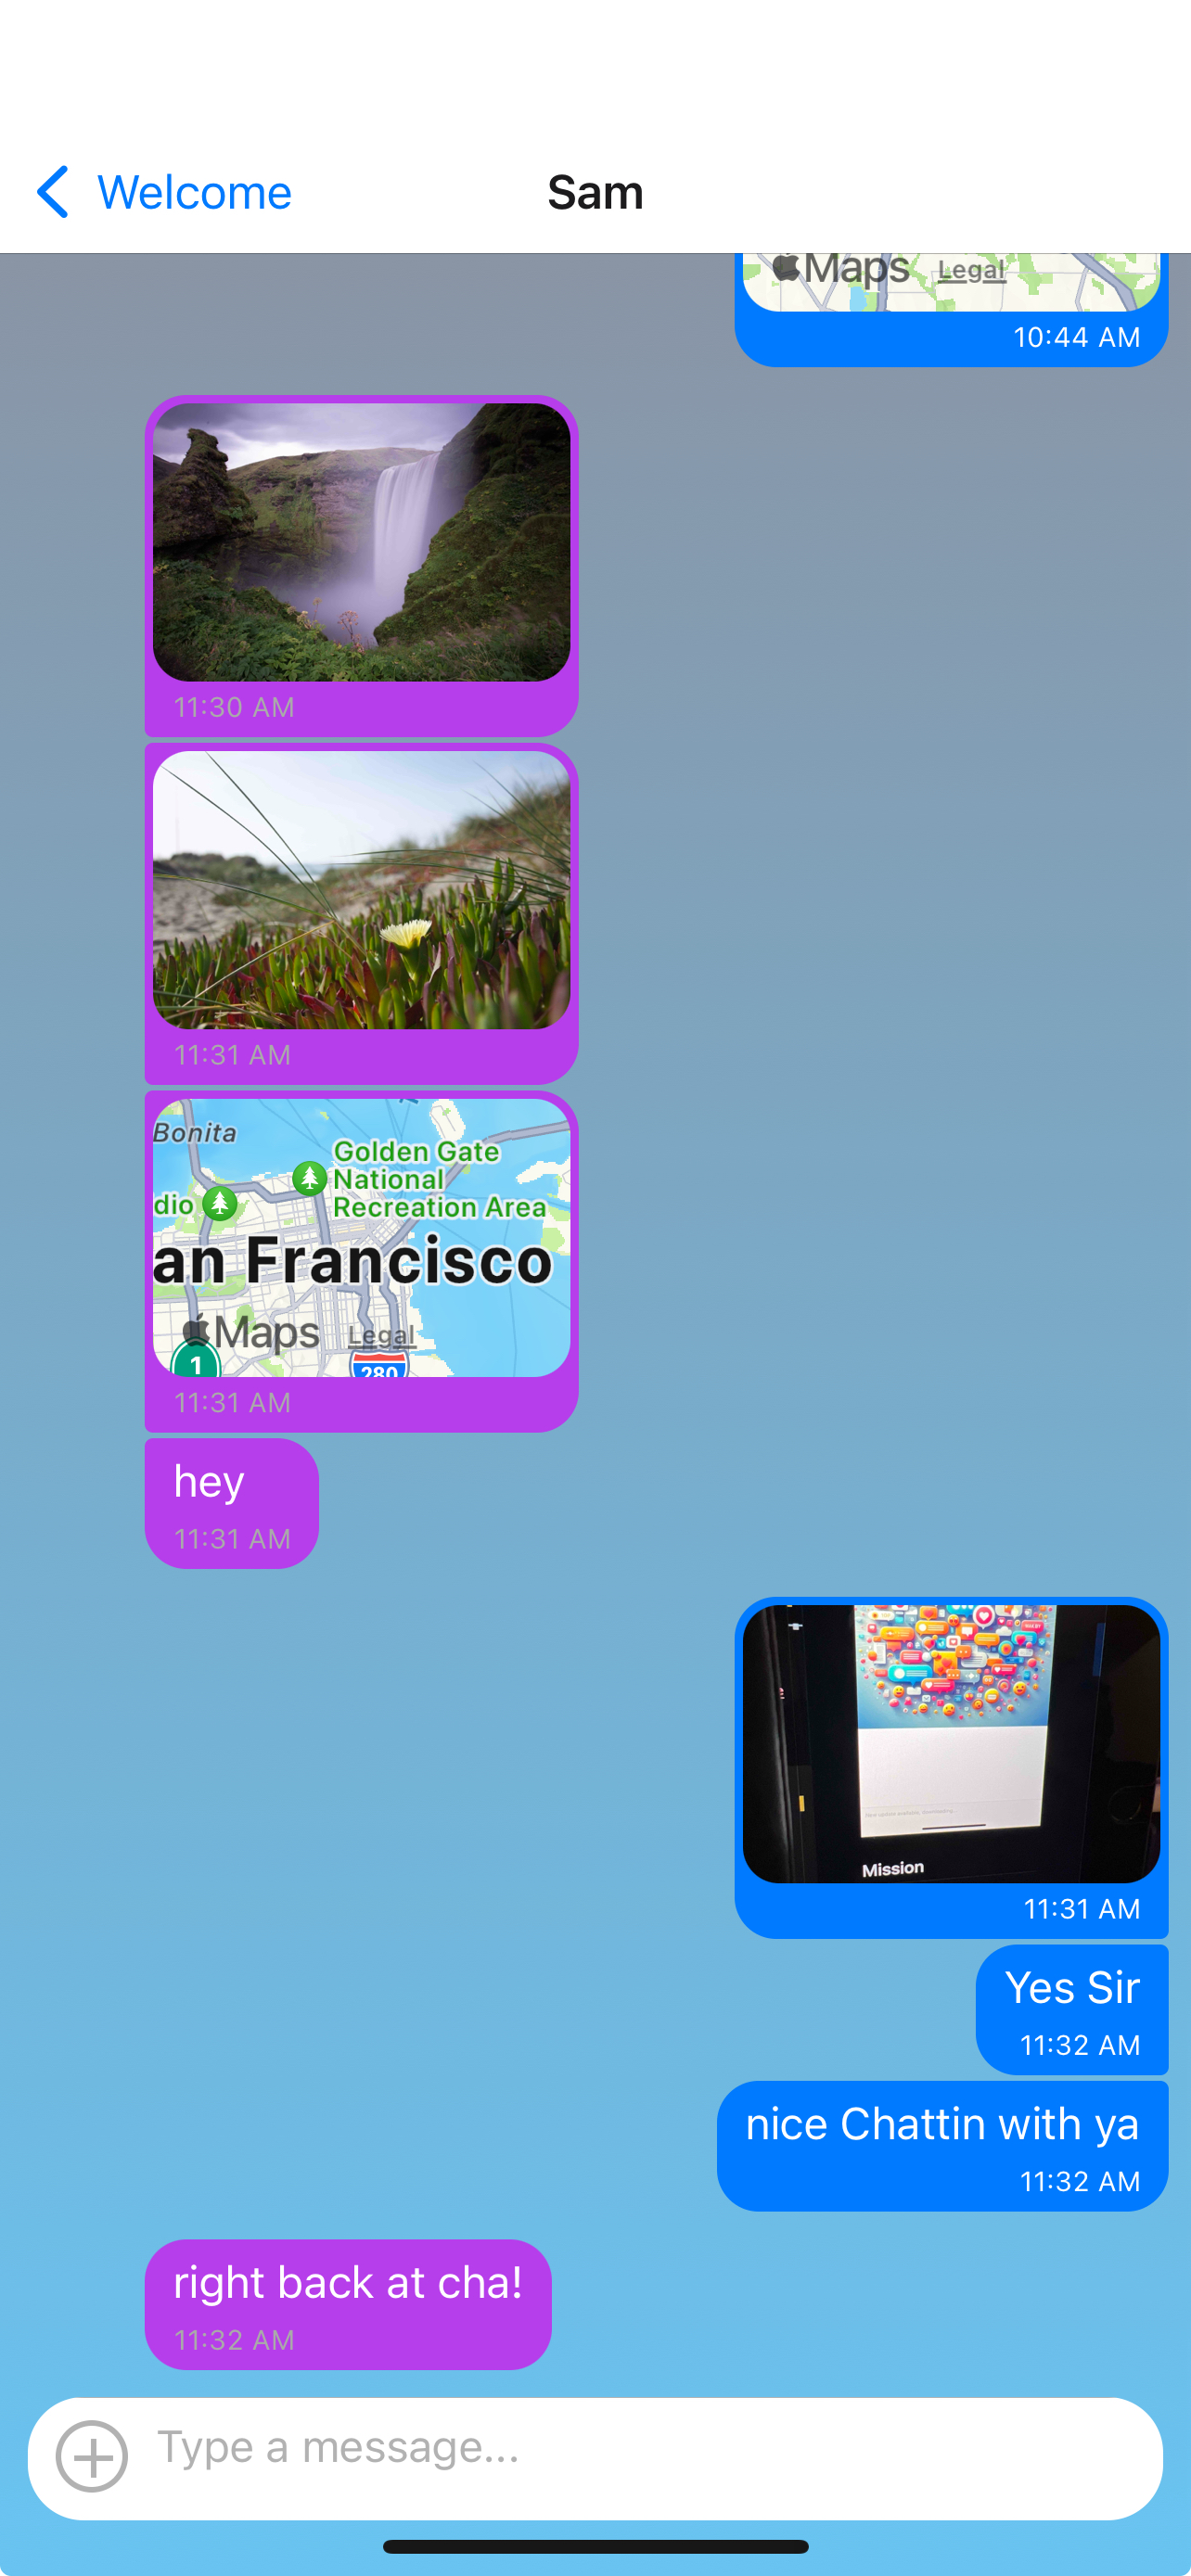 Welcome
Sam
Maps Legal
10:44 AM
11:30 AM
11:31 AM
Bonita
Golden Gate
National
Recreation Area
dio
an Francisco
Maps Legal
1
280
11:31 AM
hey
11:31 AM
Mission
11:31 AM
Yes Sir
11:32 AM
nice Chattin with ya
11:32 AM
right back at cha!
11:32 AM
Type a message...